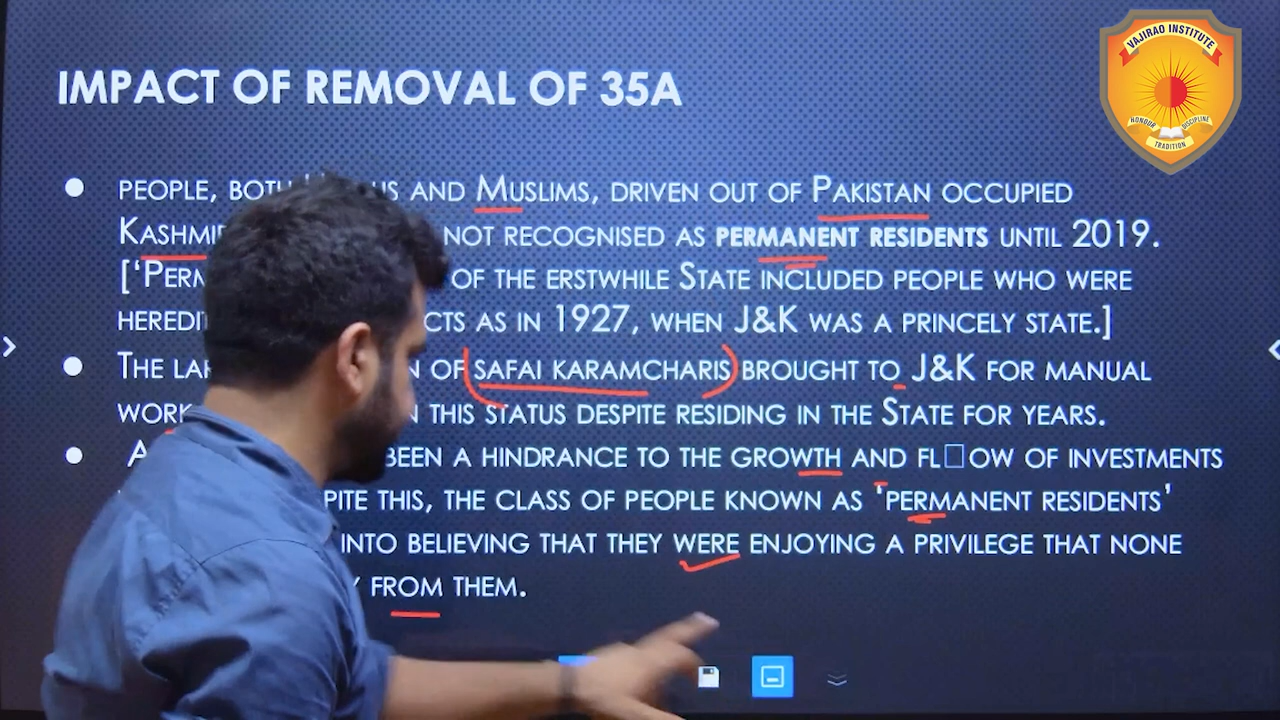 VAJIRAO INSTITUTE
HONOUR DISCIPLINE
TRADITION
IMPACT OF REMOVAL OF 35A
• PEOPLE, BOTH US AND MUSLIMS, DRIVEN OUT OF PAKISTAN OCCUPIED
KASHMI NOT RECOGNISED AS PERMANENT RESIDENTS UNTIL 2019.
['PERM OF THE ERSTWHILE STATE INCLUDED PEOPLE WHO WERE
HEREDIT CTS AS IN 1927, WHEN J&K WAS A PRINCELY STATE.]
• THE LAR N OF SAFAI KARAMCHARIS BROUGHT TO J&K FOR MANUAL
WORK N THIS STATUS DESPITE RESIDING IN THE STATE FOR YEARS.
• A BEEN A HINDRANCE TO THE GROWTH AND FL□OW OF INVESTMENTS
PITE THIS, THE CLASS OF PEOPLE KNOWN AS 'PERMANENT RESIDENTS'
INTO BELIEVING THAT THEY WERE ENJOYING A PRIVILEGE THAT NONE
FROM THEM.